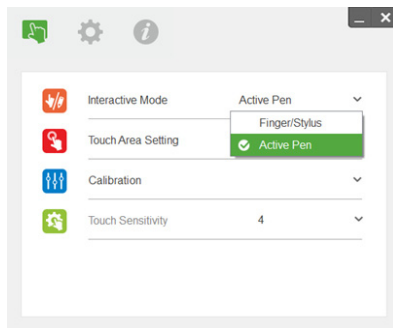 Interactive Mode Active Pen
Finger/Stylus
Touch Area Setting
Active Pen
Calibration
Touch Sensitivity 4